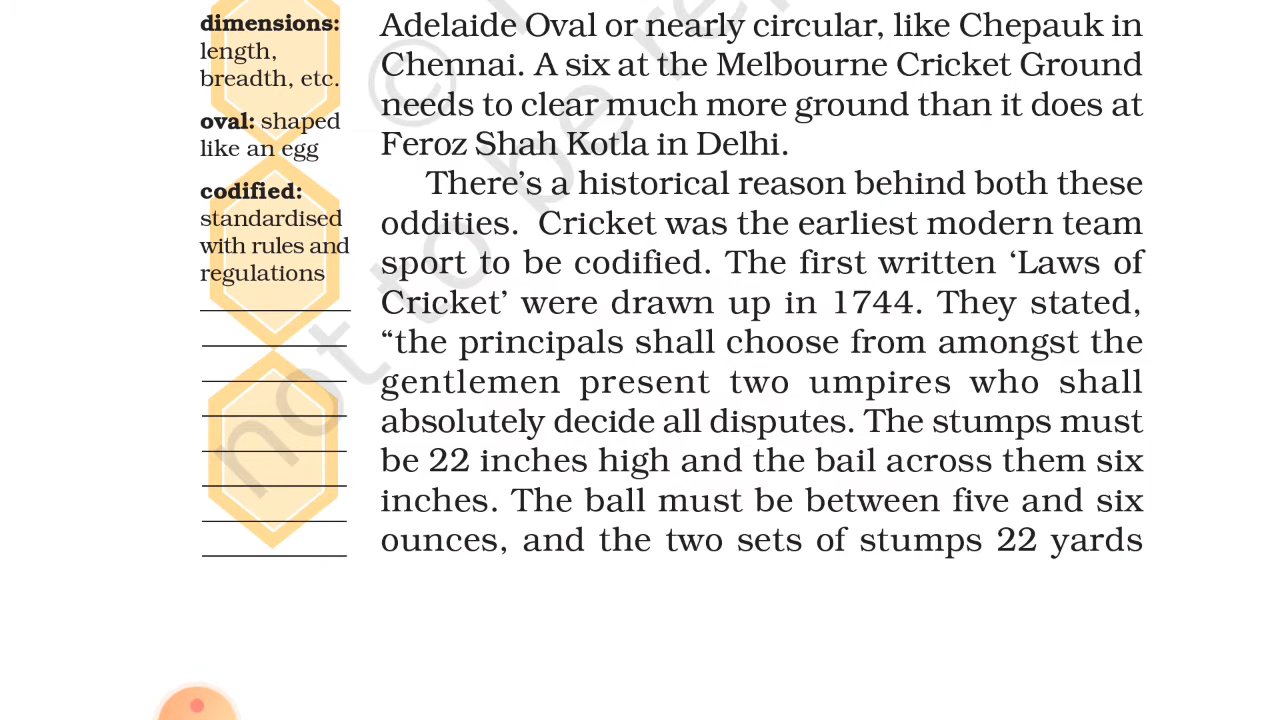 dimensions:
length,
breadth, etc.
oval: shaped
like an egg
codified:
standardised
with rules and
regulations
Adelaide Oval or nearly circular, like Chepauk in
Chennai. A six at the Melbourne Cricket Ground
needs to clear much more ground than it does at
Feroz Shah Kotla in Delhi.
There’s a historical reason behind both these
oddities. Cricket was the earliest modern team
sport to be codified. The first written ‘Laws of
Cricket’ were drawn up in 1744. They stated,
“the principals shall choose from amongst the
gentlemen present two umpires who shall
absolutely decide all disputes. The stumps must
be 22 inches high and the bail across them six
inches. The ball must be between five and six
ounces, and the two sets of stumps 22 yards
not to be re